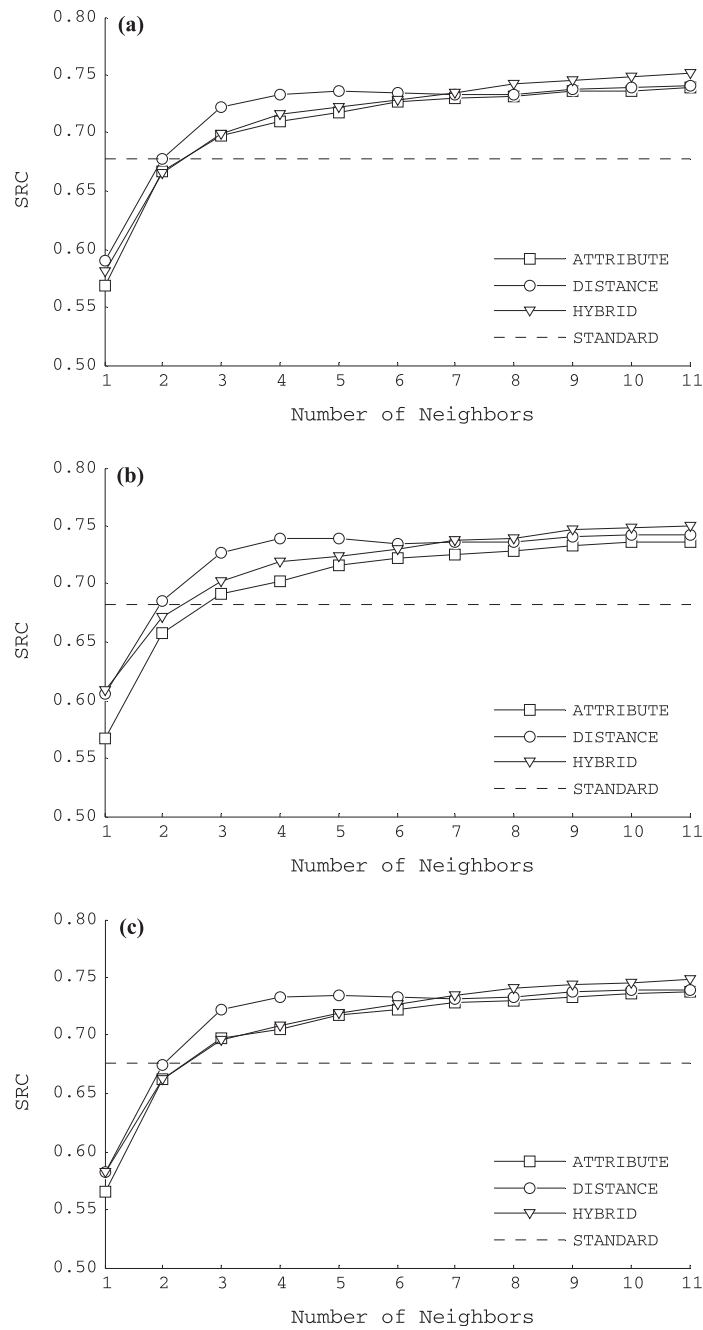 (a)
0.80
0.75
0.70
0.65
0.60
0.55
0.50
SRC
ATTRIBUTE
DISTANCE
HYBRID
STANDARD
1 2 3 4 5 6 7 8 9 10 11
Number of Neighbors
(b)
0.80
0.75
0.70
0.65
0.60
0.55
0.50
SRC
ATTRIBUTE
DISTANCE
HYBRID
STANDARD
1 2 3 4 5 6 7 8 9 10 11
Number of Neighbors
(c)
0.80
0.75
0.70
0.65
0.60
0.55
0.50
SRC
ATTRIBUTE
DISTANCE
HYBRID
STANDARD
1 2 3 4 5 6 7 8 9 10 11
Number of Neighbors